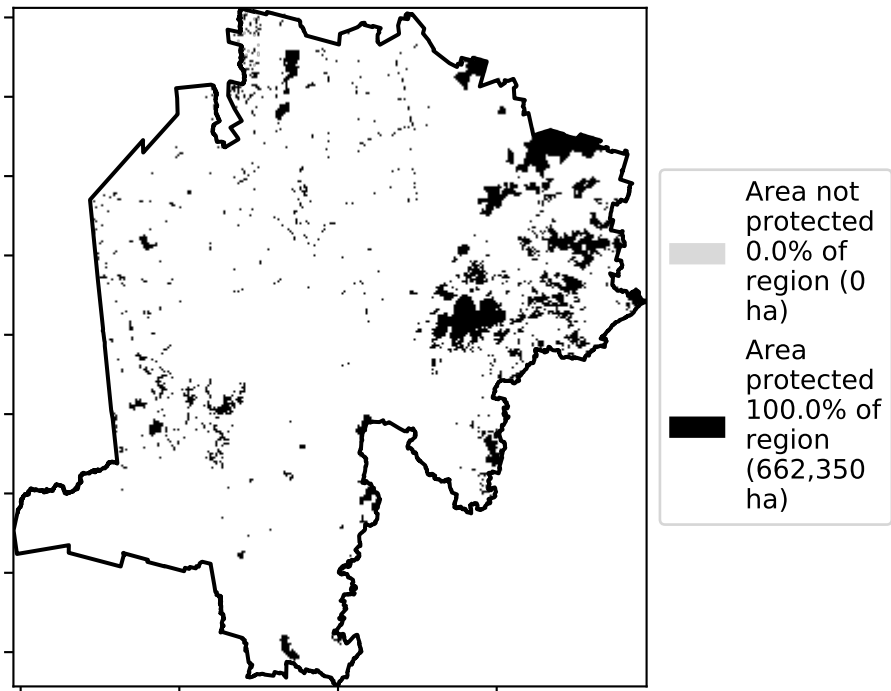 Area not
protected
0.0% of
region (0
ha)
Area
protected
100.0% of
region
(662,350
ha)